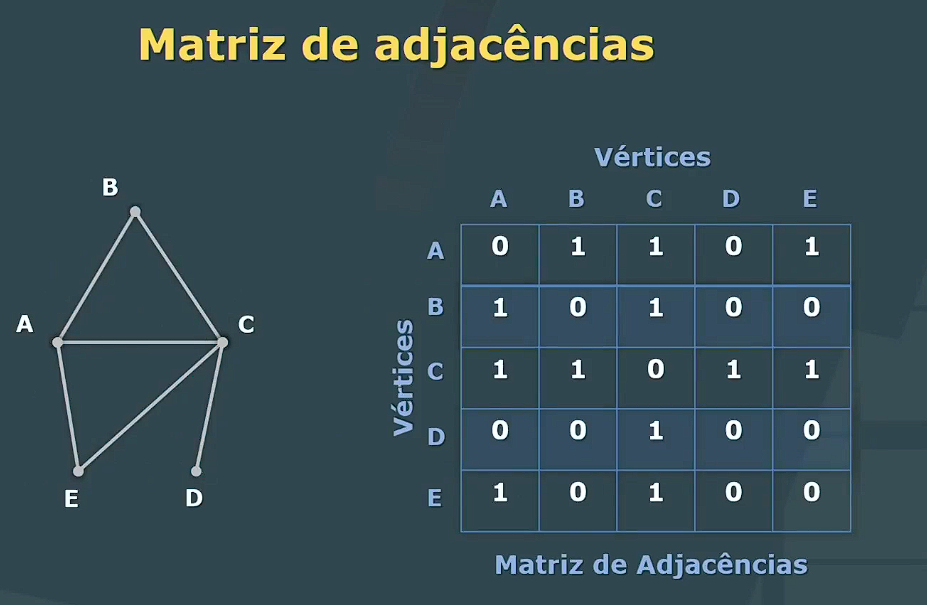 Matriz de adjacências
B
A
C
E
D
Vértices
A B C D E
Vértices
A 0 1 1 0 1
B 1 0 1 0 0
C 1 1 0 1 1
D 0 0 1 0 0
E 1 0 1 0 0
Matriz de Adjacências